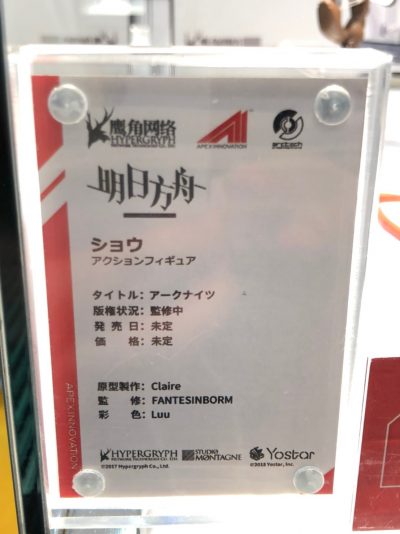 鷹角网络
HYPERGRYPH
APEX INNOVATION
明日方舟
ショウ
アクションフィギュア
タイトル：アークナイツ
版権状況：監修中
発 売 日：未定
価　　格：未定
原型製作：Claire
監　　修：FANTESINBORM
彩　　色：Luu
APEX INNOVATION
HYPERGRYPH
STUDIO MONTAGNE
Yostar
©2017 Hypergryph Co., Ltd.
©2018 Yostar, Inc.